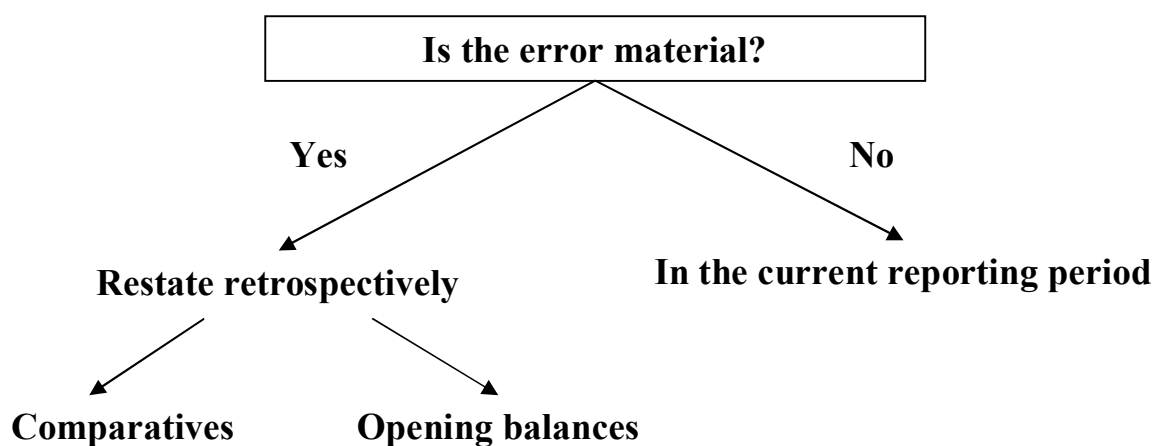 Is the error material?
Yes
No
Restate retrospectively
In the current reporting period
Comparatives
Opening balances